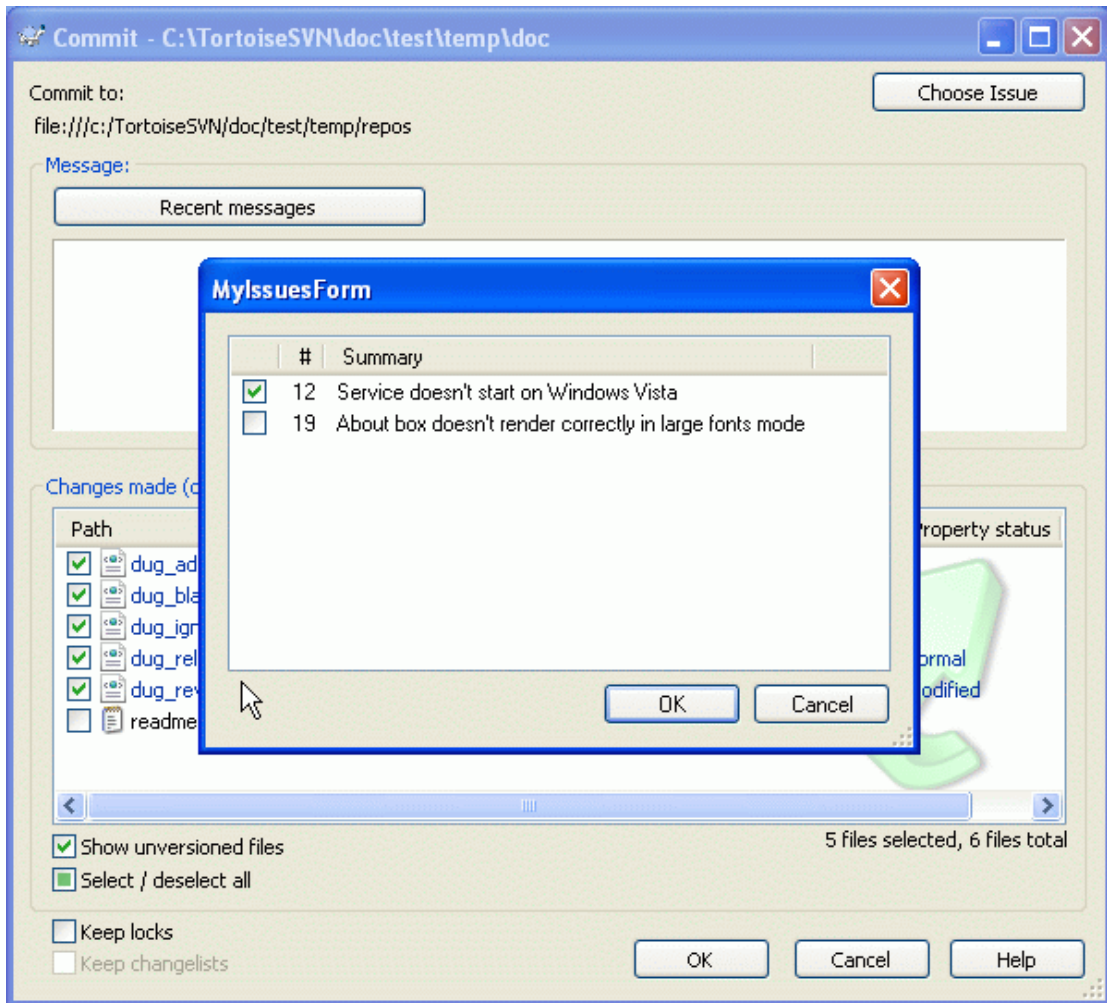 Commit - C:\TortoiseSVN\doc\test\temp\doc
Commit to:
Choose Issue
file:///c:/TortoiseSVN/doc/test/temp/repos
Message:
Recent messages
MyIssuesForm
# Summary
12 Service doesn't start on Windows Vista
19 About box doesn't render correctly in large fonts mode
Changes made (
Path
Property status
dug_ad
dug_bla
dug_ign
dug_rel
ormal
dug_rev
odified
readme
OK Cancel
5 files selected, 6 files total
Show unversioned files
Select / deselect all
Keep locks
Keep changelists
OK Cancel Help